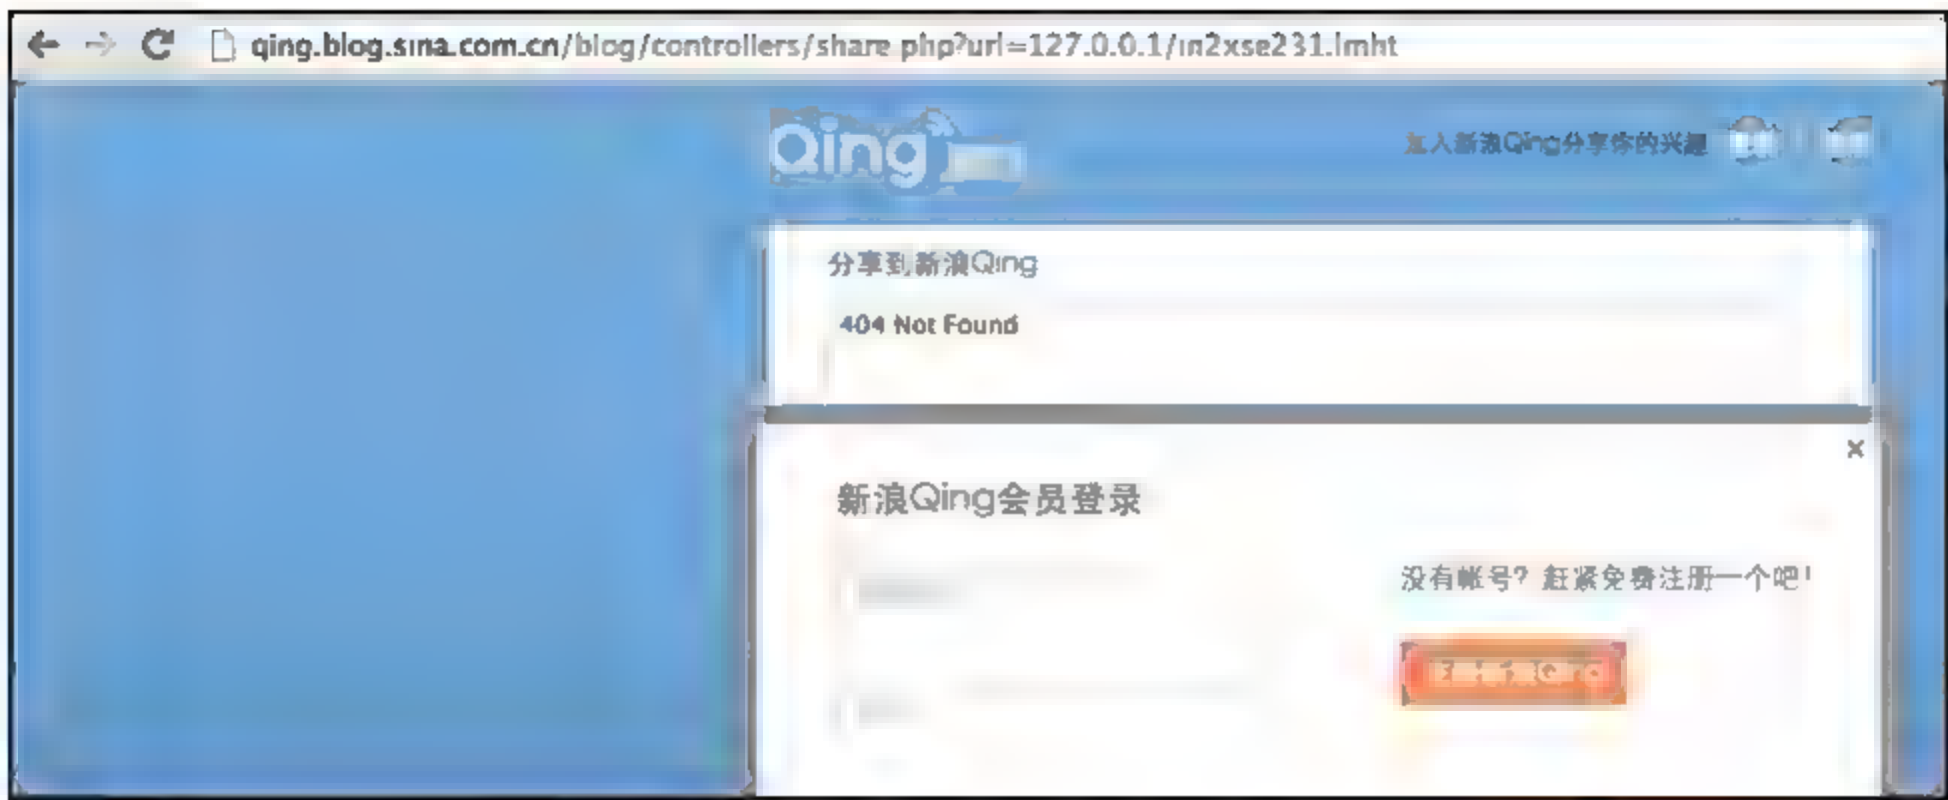 qing.blog.sina.com.cn/blog/controllers/share.php?url=127.0.0.1/in2xse231.lmht
Qing
加入新浪Qing分享你的兴趣
分享到新浪Qing
404 Not Found
×
新浪Qing会员登录
没有帐号？赶紧免费注册一个吧！